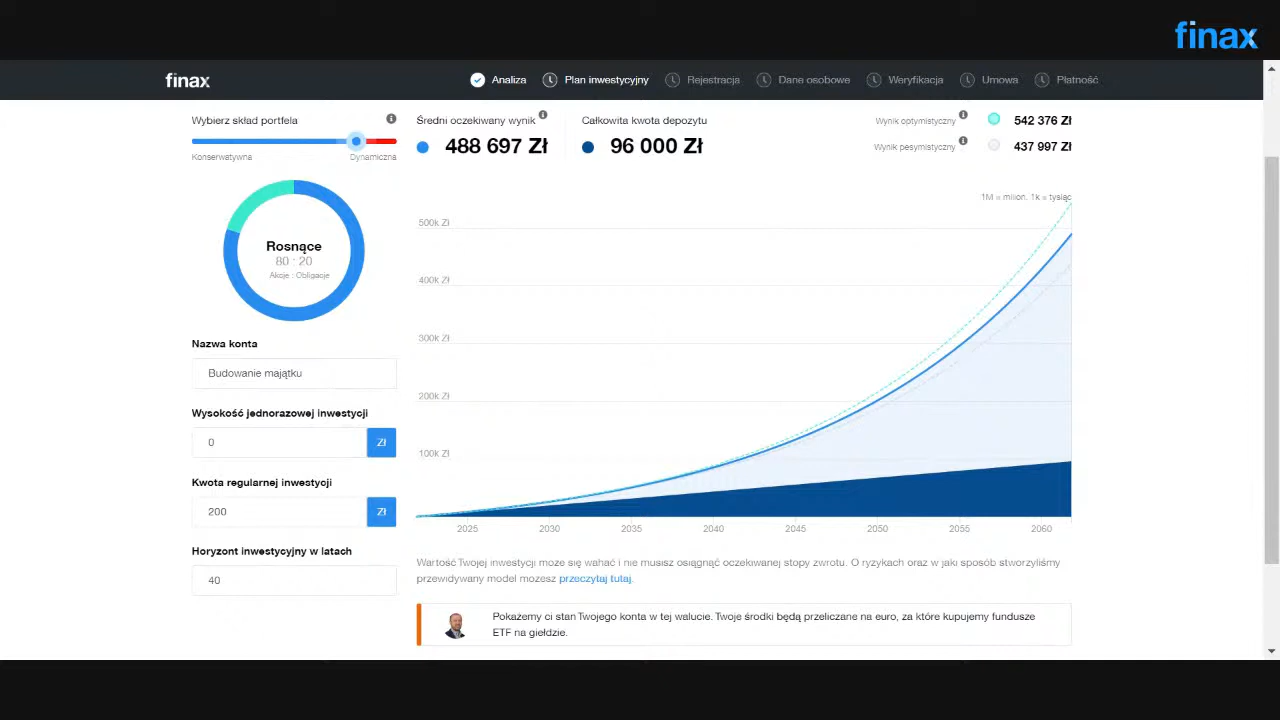 finax
finax
Analiza
Plan inwestycyjny
Rejestracja
Dane osobowe
Weryfikacja
Umowa
Płatność
Wybierz skład portfela
Konserwatywna
Dynamiczna
Rosnące
80 : 20
Akcje : Obligacje
Nazwa konta
Budowanie majątku
Wysokość jednorazowej inwestycji
0
Zł
Kwota regularnej inwestycji
200
Zł
Horyzont inwestycyjny w latach
40
Średni oczekiwany wynik
488 697 Zł
Całkowita kwota depozytu
96 000 Zł
Wynik optymistyczny
542 376 Zł
Wynik pesymistyczny
437 997 Zł
1M = milion, 1k = tysiąc
500k Zł
400k Zł
300k Zł
200k Zł
100k Zł
2025
2030
2035
2040
2045
2050
2055
2060
Wartość Twojej inwestycji może się wahać i nie musisz osiągnąć oczekiwanej stopy zwrotu. O ryzykach oraz w jaki sposób stworzyliśmy
przewidywany model możesz przeczytaj tutaj.
Pokażemy ci stan Twojego konta w tej walucie. Twoje środki będą przeliczane na euro, za które kupujemy fundusze
ETF na giełdzie.